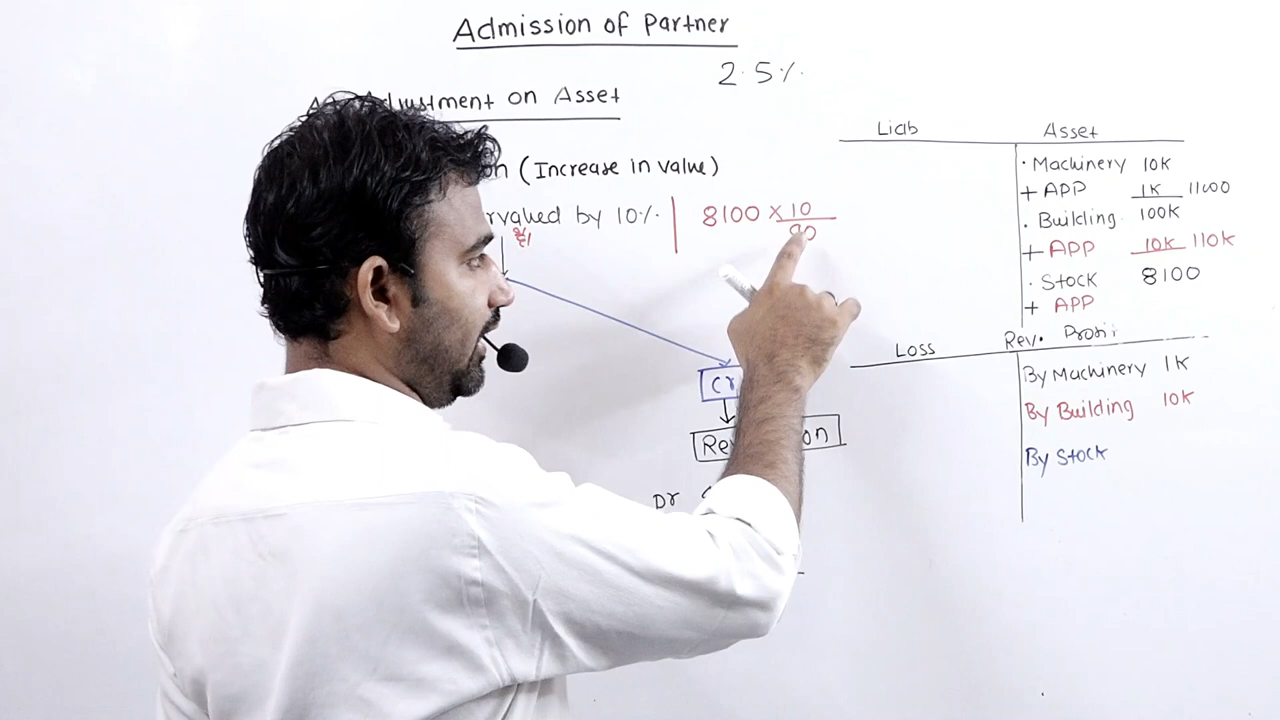 Admission of Partner
2.5%.
Adjustment on Asset
(Increase in value)
by 10%.
8100 × 10
90
Liab Asset
· Machinery 10K
+ APP 1K 11000
· Building 100K
+ APP 10K 110K
· Stock 8100
+ APP
Loss Rev. Profit
By Machinery 1K
By Building 10K
By Stock
Dr